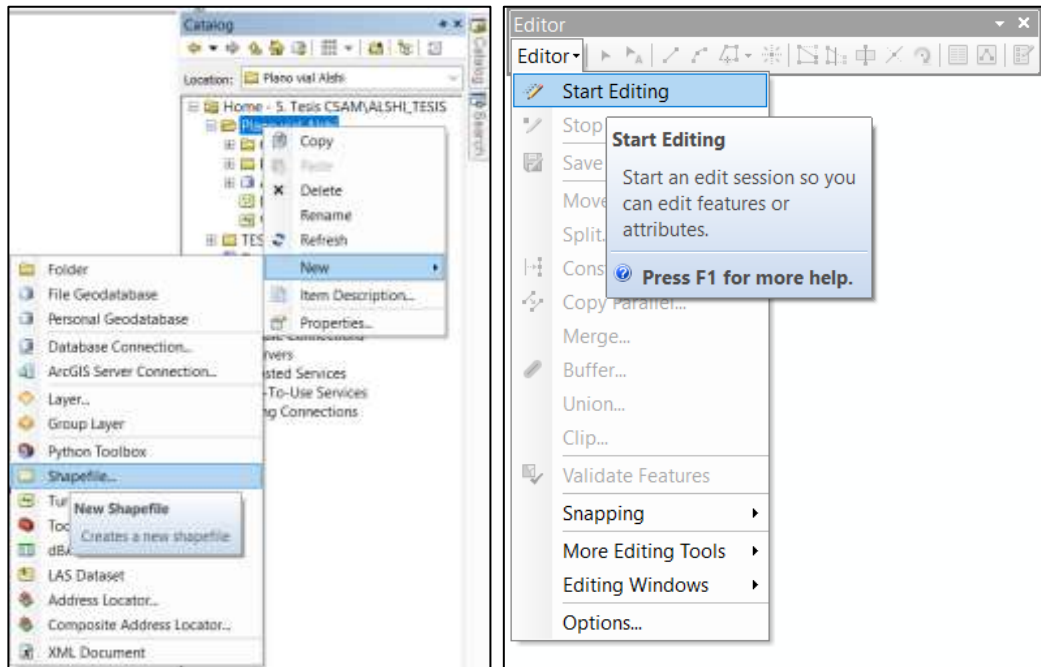 Catalog
Location: Plano vial Alshi
Home - 5. Tesis CSAM\ALSHI_TESIS
Catalog
Search
Copy
Paste
Delete
Rename
TES
Refresh
New
Item Description...
Properties...
Folder
File Geodatabase
Personal Geodatabase
Database Connection...
ArcGIS Server Connection...
Layer...
Group Layer
Python Toolbox
Shapefile...
New Shapefile
Creates a new shapefile
LAS Dataset
Address Locator...
Composite Address Locator...
XML Document
rvers
sted Services
-To-Use Services
ng Connections
Editor
Editor
Start Editing
Stop
Save
Move
Split.
Cons
Copy Parallel...
Merge...
Buffer...
Union...
Clip...
Validate Features
Snapping
More Editing Tools
Editing Windows
Options...
Start Editing
Start an edit session so you
can edit features or
attributes.
Press F1 for more help.